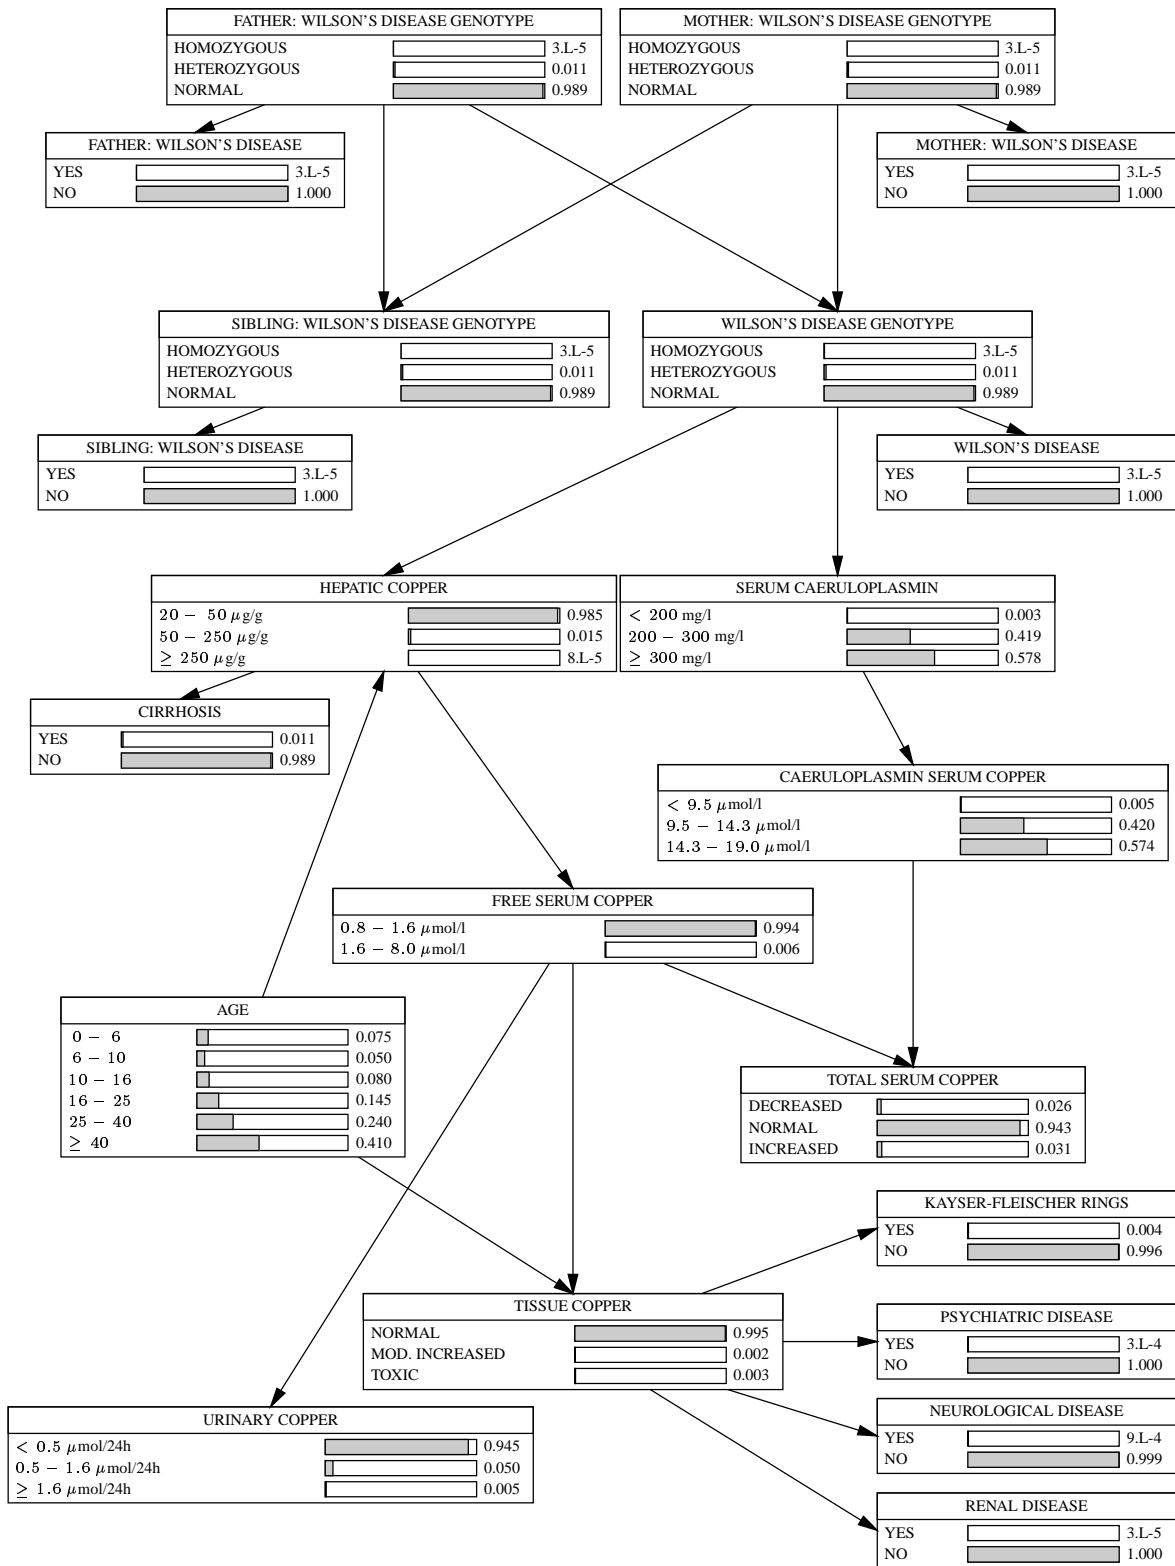 FATHER: WILSON'S DISEASE GENOTYPE
HOMOZYGOUS 3.L-5
HETEROZYGOUS 0.011
NORMAL 0.989
MOTHER: WILSON'S DISEASE GENOTYPE
HOMOZYGOUS 3.L-5
HETEROZYGOUS 0.011
NORMAL 0.989
FATHER: WILSON'S DISEASE
YES 3.L-5
NO 1.000
MOTHER: WILSON'S DISEASE
YES 3.L-5
NO 1.000
SIBLING: WILSON'S DISEASE GENOTYPE
HOMOZYGOUS 3.L-5
HETEROZYGOUS 0.011
NORMAL 0.989
WILSON'S DISEASE GENOTYPE
HOMOZYGOUS 3.L-5
HETEROZYGOUS 0.011
NORMAL 0.989
SIBLING: WILSON'S DISEASE
YES 3.L-5
NO 1.000
WILSON'S DISEASE
YES 3.L-5
NO 1.000
HEPATIC COPPER
20 − 50 μg/g 0.985
50 − 250 μg/g 0.015
≥ 250 μg/g 8.L-5
SERUM CAERULOPLASMIN
< 200 mg/l 0.003
200 − 300 mg/l 0.419
≥ 300 mg/l 0.578
CIRRHOSIS
YES 0.011
NO 0.989
CAERULOPLASMIN SERUM COPPER
< 9.5 μmol/l 0.005
9.5 − 14.3 μmol/l 0.420
14.3 − 19.0 μmol/l 0.574
FREE SERUM COPPER
0.8 − 1.6 μmol/l 0.994
1.6 − 8.0 μmol/l 0.006
AGE
0 − 6 0.075
6 − 10 0.050
10 − 16 0.080
16 − 25 0.145
25 − 40 0.240
≥ 40 0.410
TOTAL SERUM COPPER
DECREASED 0.026
NORMAL 0.943
INCREASED 0.031
KAYSER-FLEISCHER RINGS
YES 0.004
NO 0.996
TISSUE COPPER
NORMAL 0.995
MOD. INCREASED 0.002
TOXIC 0.003
PSYCHIATRIC DISEASE
YES 3.L-4
NO 1.000
URINARY COPPER
< 0.5 μmol/24h 0.945
0.5 − 1.6 μmol/24h 0.050
≥ 1.6 μmol/24h 0.005
NEUROLOGICAL DISEASE
YES 9.L-4
NO 0.999
RENAL DISEASE
YES 3.L-5
NO 1.000